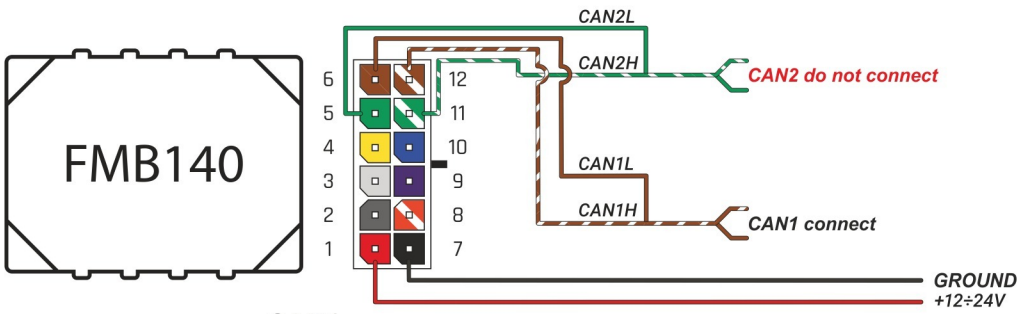 CAN2L
CAN2H
CAN2 do not connect
FMB140
6 12
5 11
4 10
3 9
2 8
1 7
CAN1L
CAN1H
CAN1 connect
GROUND
+12÷24V